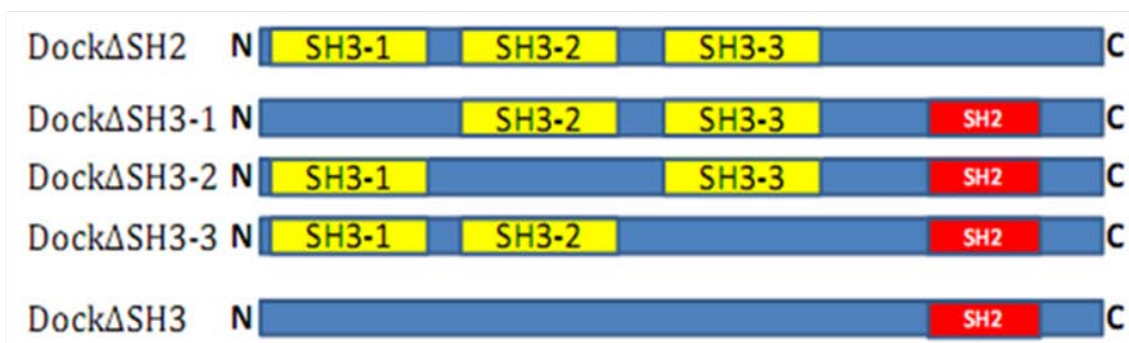 DockΔSH2 N SH3-1 SH3-2 SH3-3 C
DockΔSH3-1 N SH3-2 SH3-3 SH2 C
DockΔSH3-2 N SH3-1 SH3-3 SH2 C
DockΔSH3-3 N SH3-1 SH3-2 SH2 C
DockΔSH3 N SH2 C